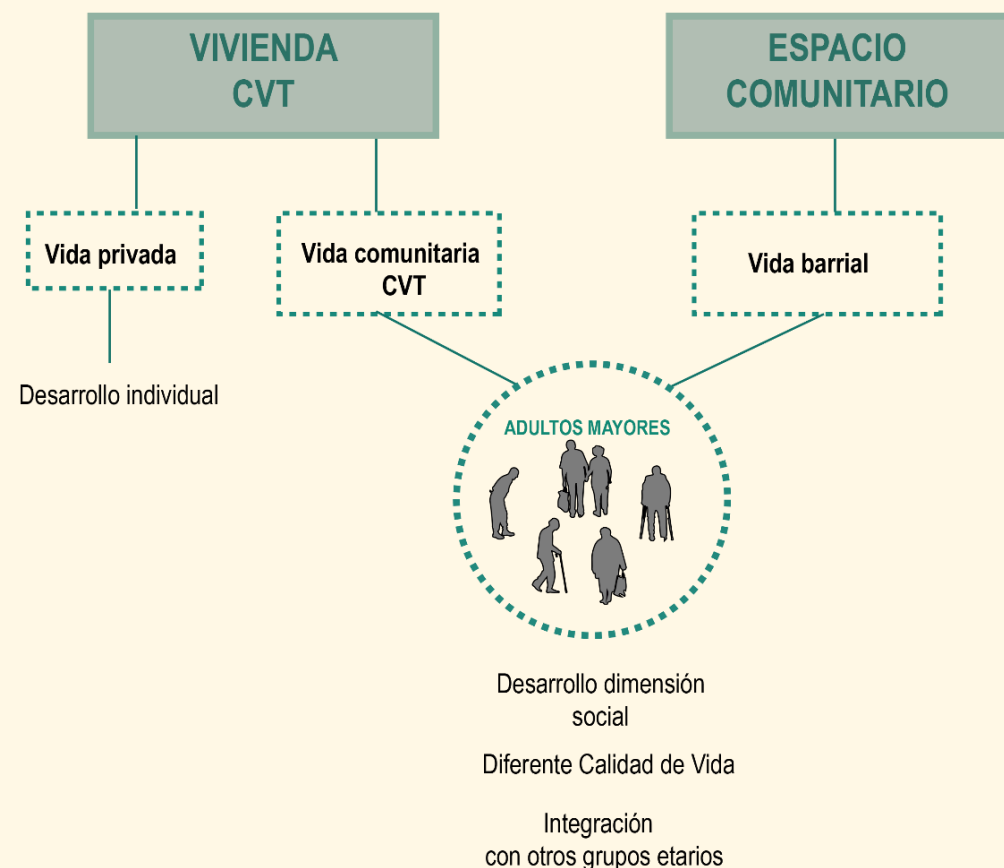 VIVIENDA
CVT
ESPACIO
COMUNITARIO
Vida privada
Vida comunitaria
CVT
Vida barrial
Desarrollo individual
ADULTOS MAYORES
Desarrollo dimensión
social
Diferente Calidad de Vida
Integración
con otros grupos etarios